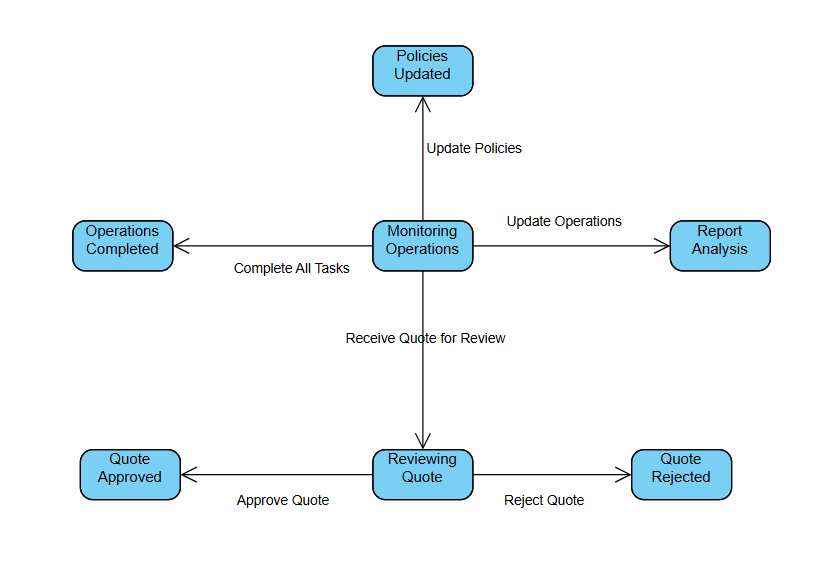 Policies
Updated
Update Policies
Update Operations
Operations
Completed
Monitoring
Operations
Report
Analysis
Complete All Tasks
Receive Quote for Review
Quote
Approved
Reviewing
Quote
Quote
Rejected
Approve Quote
Reject Quote